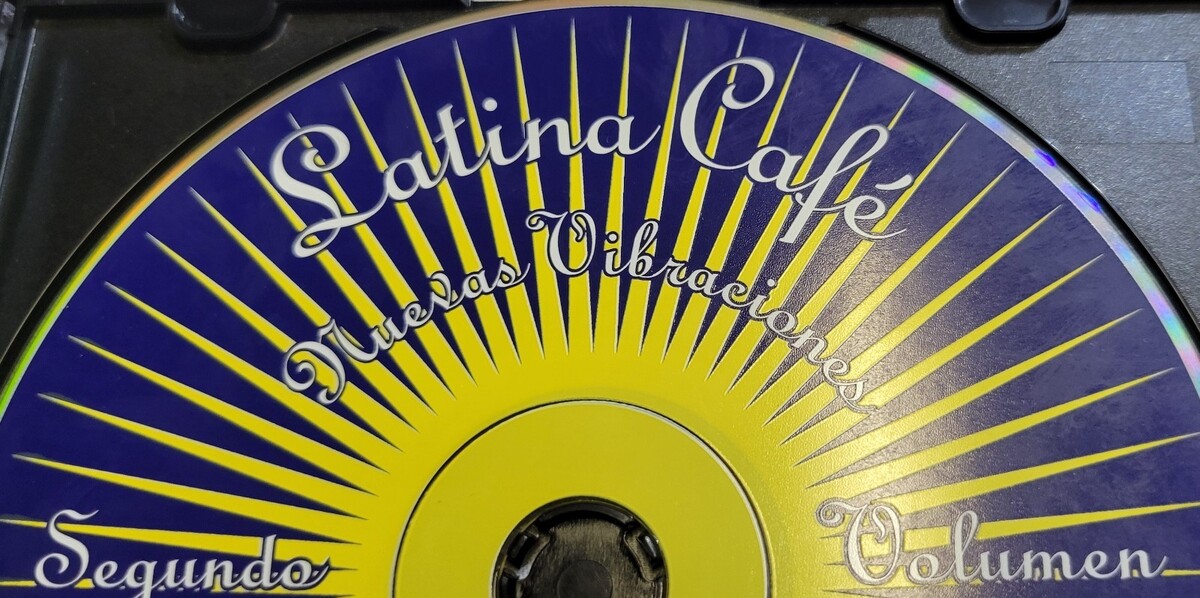 Latina Café
Nuevas Vibraciones
Segundo Volumen